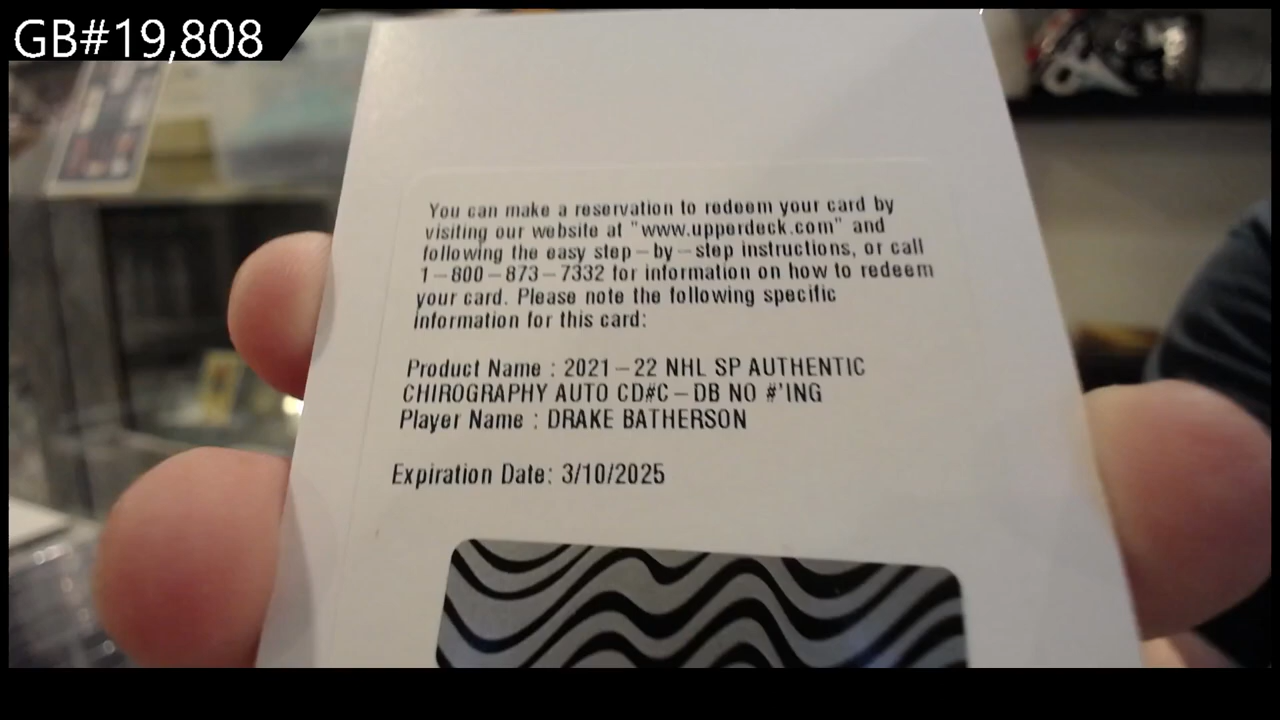 GB#19,808
You can make a reservation to redeem your card by
visiting our website at "www.upperdeck.com" and
following the easy step-by-step instructions, or call
1-800-873-7332 for information on how to redeem
your card. Please note the following specific
information for this card:
Product Name : 2021-22 NHL SP AUTHENTIC
CHIROGRAPHY AUTO CD#C-DB NO #'ING
Player Name : DRAKE BATHERSON
Expiration Date: 3/10/2025